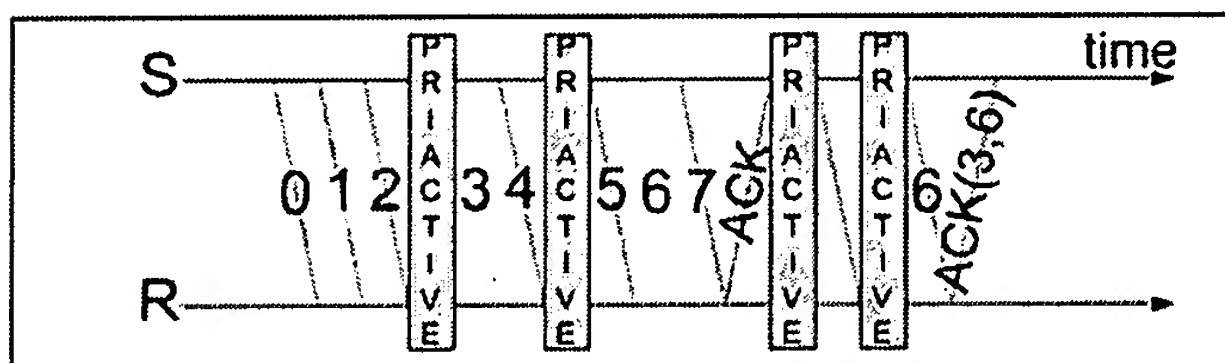 time
S
PRIACTIVE
PRIACTIVE
PRIACTIVE
PRIACTIVE
0 1 2 3 4 5 6 7 ACK 6 ACK(3,6)
R